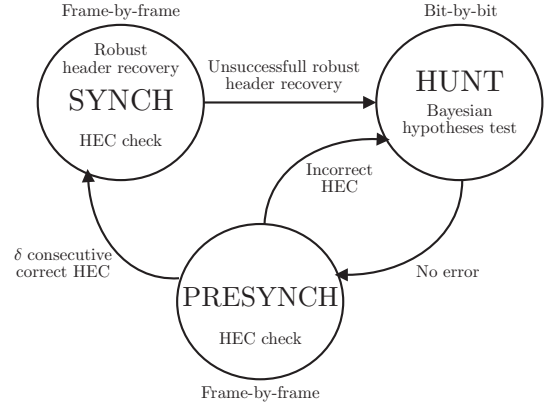 Frame-by-frame
Bit-by-bit
Robust
header recovery
SYNCH
HEC check
Unsuccessfull robust
header recovery
HUNT
Bayesian
hypotheses test
Incorrect
HEC
δ consecutive
correct HEC
No error
PRESYNCH
HEC check
Frame-by-frame